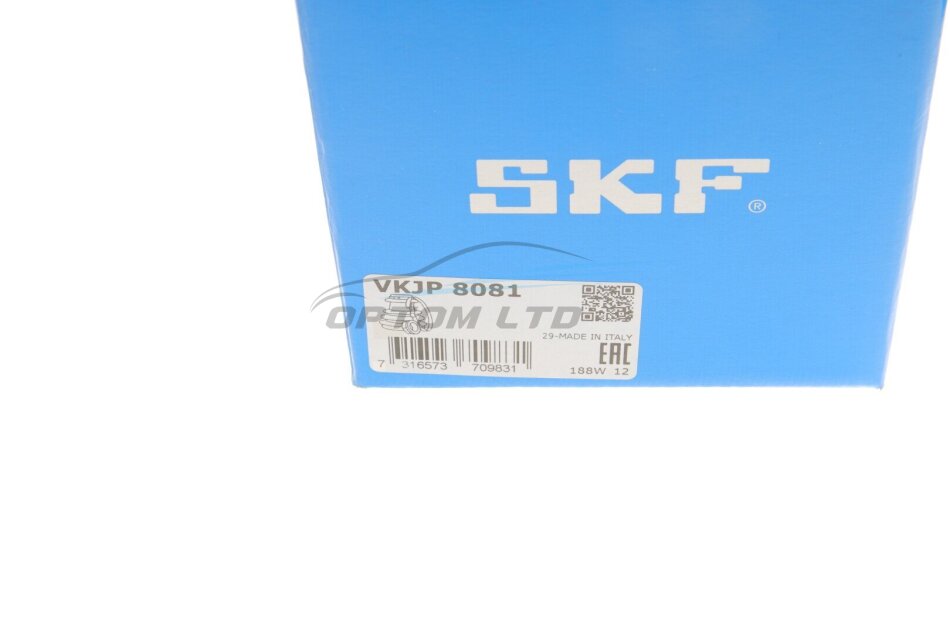 SKF®
VKJP 8081
OPTOM LTD
29-MADE IN ITALY
EAC
7 316573 709831
188W 12